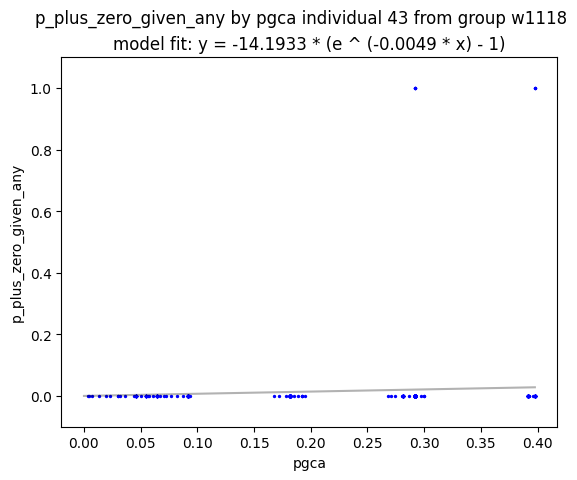 p_plus_zero_given_any by pgca individual 43 from group w1118
model fit: y = -14.1933 * (e ^ (-0.0049 * x) - 1)
1.0
0.8
0.6
0.4
0.2
0.0
p_plus_zero_given_any
0.00 0.05 0.10 0.15 0.20 0.25 0.30 0.35 0.40
pgca